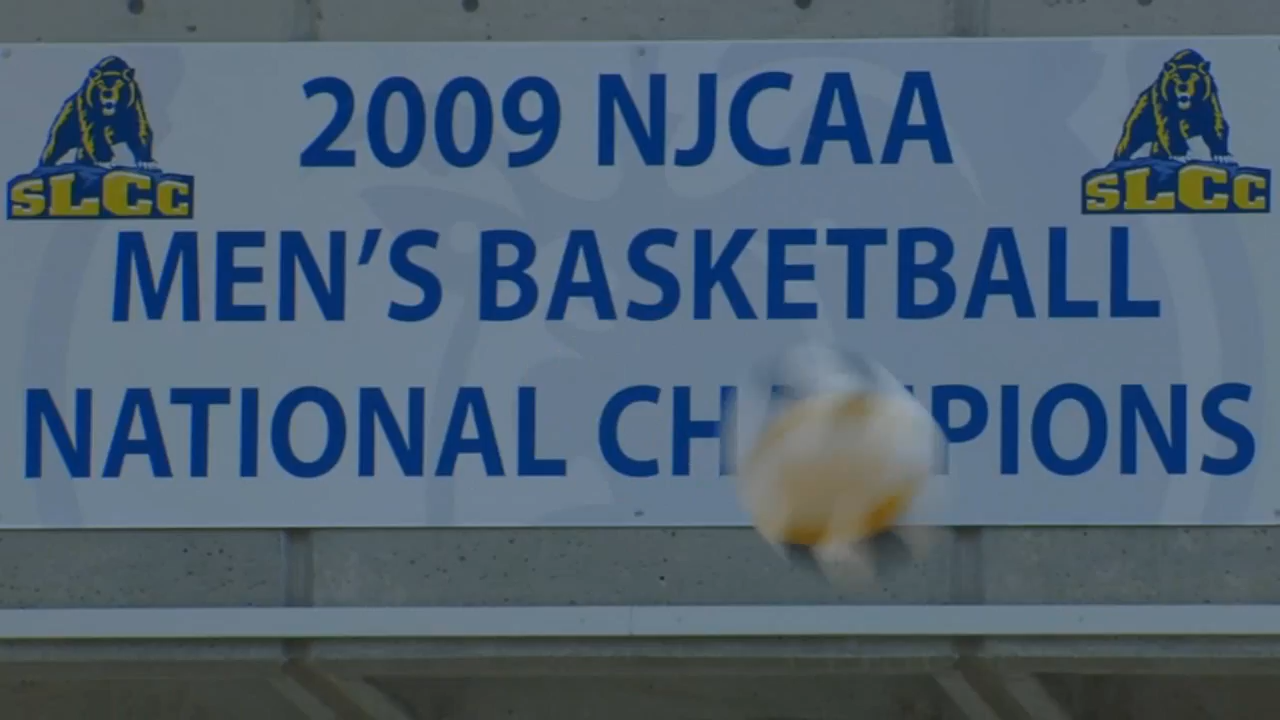 2009 NJCAA
SLCC
SLCC
MEN'S BASKETBALL
NATIONAL